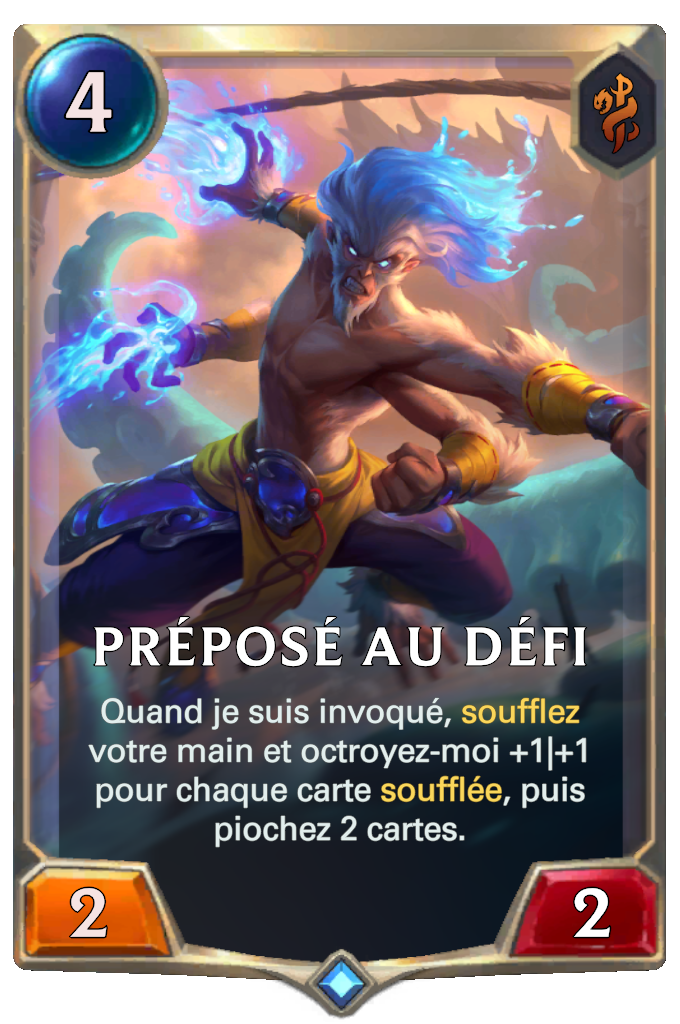 4
PRÉPOSÉ AU DÉFI
Quand je suis invoqué, soufflez
votre main et octroyez-moi +1|+1
pour chaque carte soufflée, puis
piochez 2 cartes.
2
2